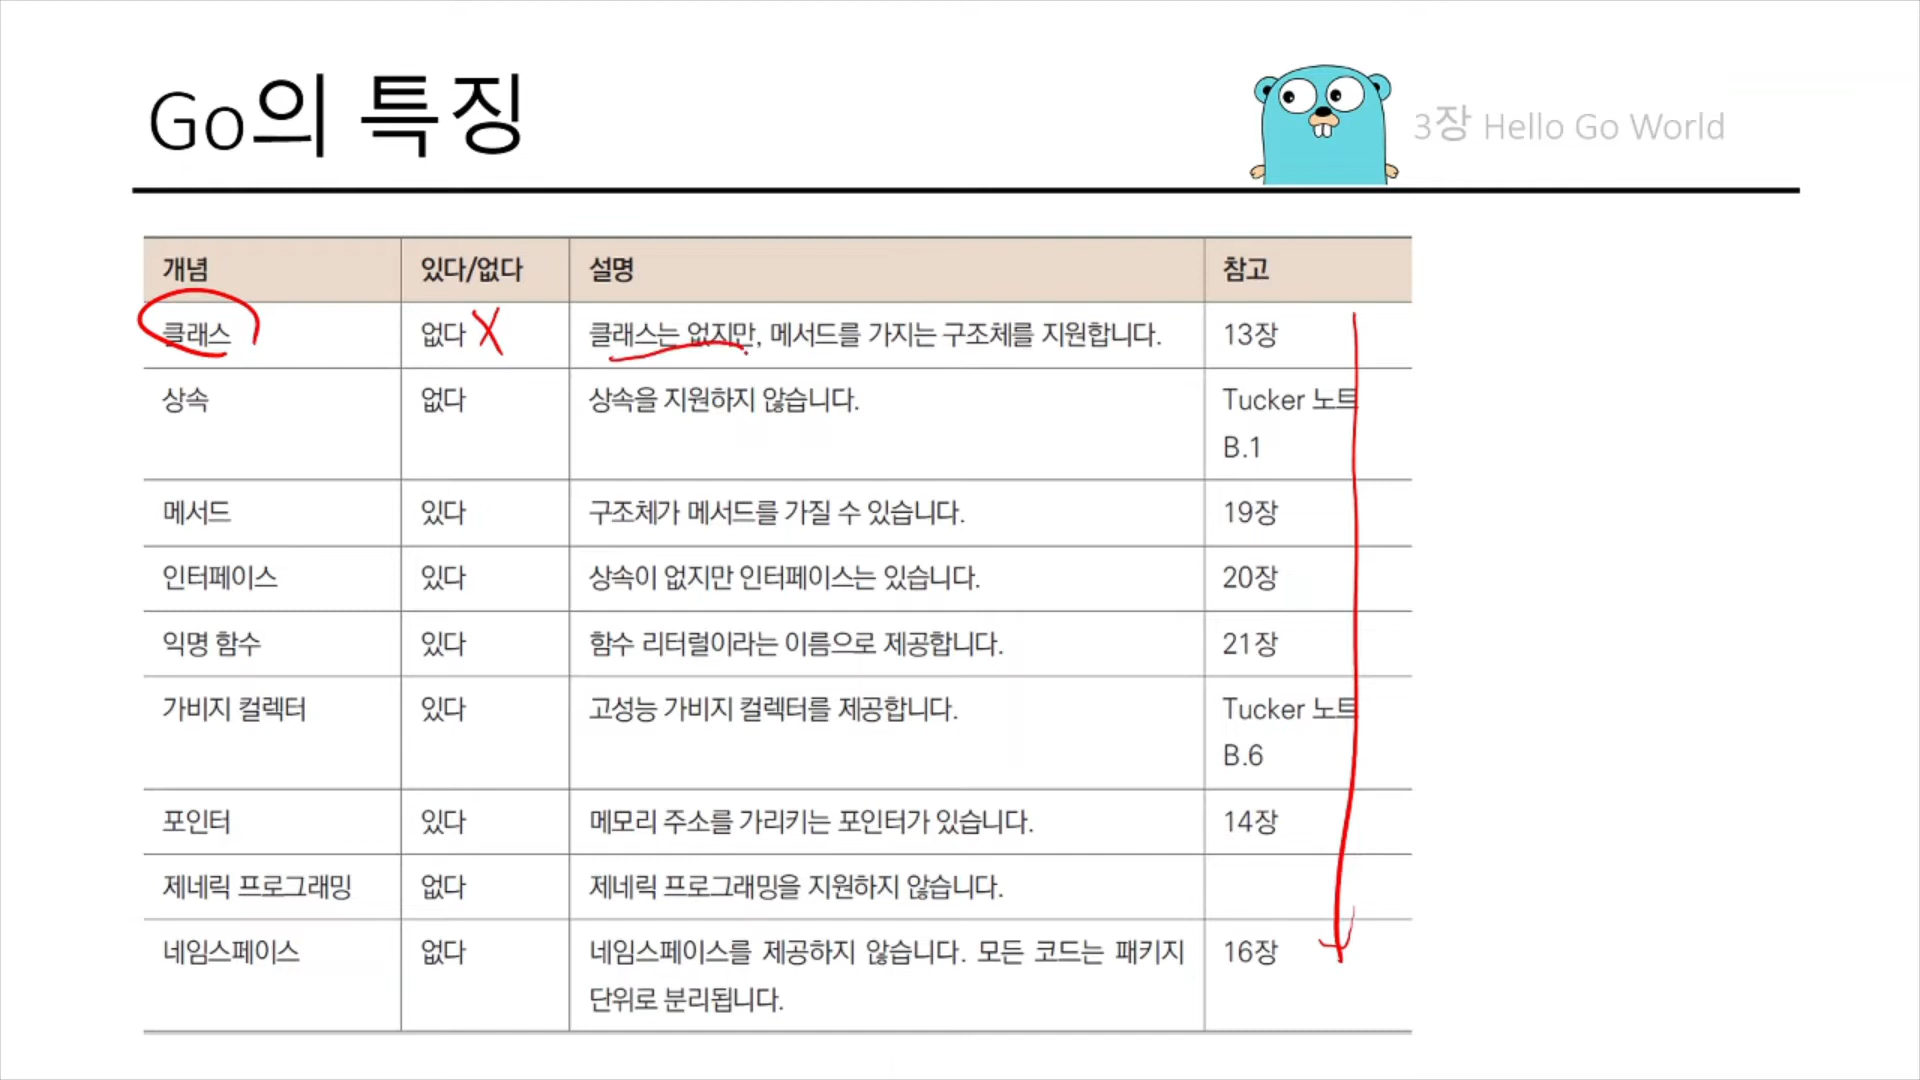 Go의 특징
3장 Hello Go World
개념 있다/없다 설명 참고
클래스 없다 X 클래스는 없지만, 메서드를 가지는 구조체를 지원합니다. 13장
상속 없다 상속을 지원하지 않습니다. Tucker 노트
B.1
메서드 있다 구조체가 메서드를 가질 수 있습니다. 19장
인터페이스 있다 상속이 없지만 인터페이스는 있습니다. 20장
익명 함수 있다 함수 리터럴이라는 이름으로 제공합니다. 21장
가비지 컬렉터 있다 고성능 가비지 컬렉터를 제공합니다. Tucker 노트
B.6
포인터 있다 메모리 주소를 가리키는 포인터가 있습니다. 14장
제네릭 프로그래밍 없다 제네릭 프로그래밍을 지원하지 않습니다.
네임스페이스 없다 네임스페이스를 제공하지 않습니다. 모든 코드는 패키지 16장
단위로 분리됩니다.